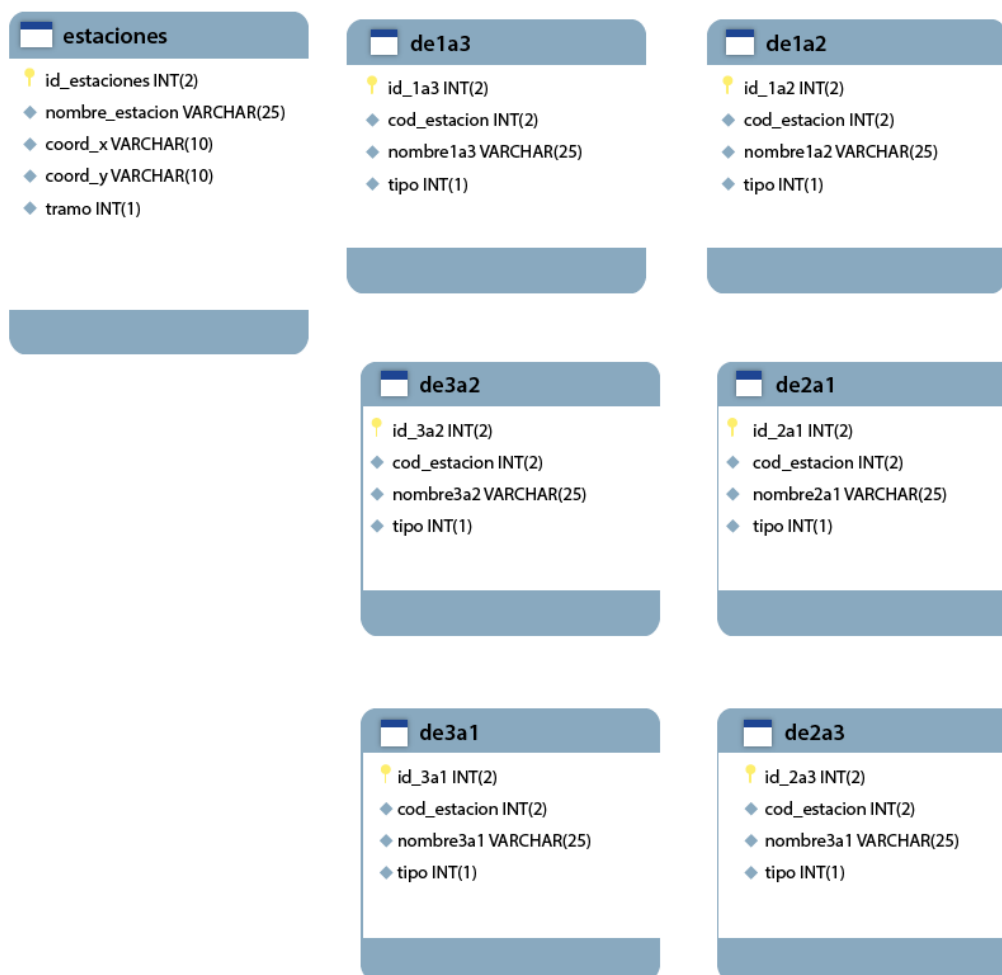 estaciones
id_estaciones INT(2)
nombre_estacion VARCHAR(25)
coord_x VARCHAR(10)
coord_y VARCHAR(10)
tramo INT(1)
de1a3
id_1a3 INT(2)
cod_estacion INT(2)
nombre1a3 VARCHAR(25)
tipo INT(1)
de1a2
id_1a2 INT(2)
cod_estacion INT(2)
nombre1a2 VARCHAR(25)
tipo INT(1)
de3a2
id_3a2 INT(2)
cod_estacion INT(2)
nombre3a2 VARCHAR(25)
tipo INT(1)
de2a1
id_2a1 INT(2)
cod_estacion INT(2)
nombre2a1 VARCHAR(25)
tipo INT(1)
de3a1
id_3a1 INT(2)
cod_estacion INT(2)
nombre3a1 VARCHAR(25)
tipo INT(1)
de2a3
id_2a3 INT(2)
cod_estacion INT(2)
nombre3a1 VARCHAR(25)
tipo INT(1)